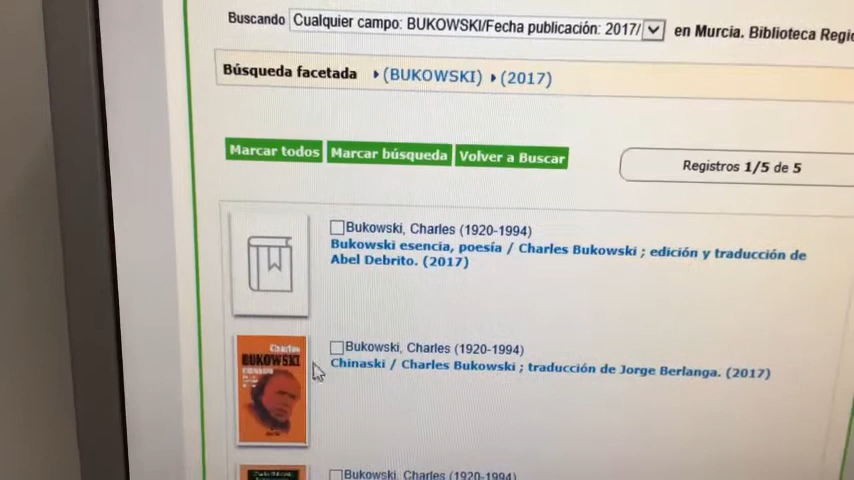 Buscando Cualquier campo: BUKOWSKI/Fecha publicación: 2017/ en Murcia. Biblioteca Regio
Búsqueda facetada (BUKOWSKI) (2017)
Marcar todos Marcar búsqueda Volver a Buscar
Registros 1/5 de 5
Bukowski, Charles (1920-1994)
Bukowski esencia, poesía / Charles Bukowski ; edición y traducción de
Abel Debrito. (2017)
Charles
BUKOWSKI
Bukowski, Charles (1920-1994)
Chinaski / Charles Bukowski ; traducción de Jorge Berlanga. (2017)
Bukowski, Charles (1920-1994)